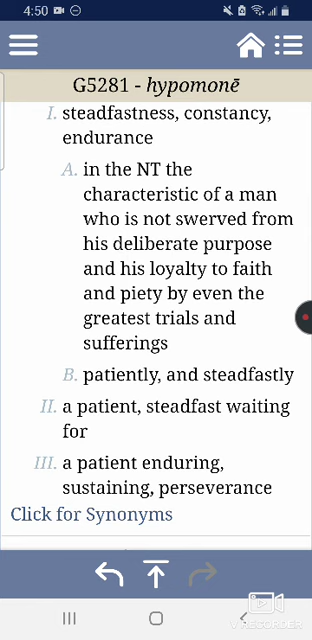 4:50
G5281 - hypomonē
I. steadfastness, constancy,
endurance
A. in the NT the
characteristic of a man
who is not swerved from
his deliberate purpose
and his loyalty to faith
and piety by even the
greatest trials and
sufferings
B. patiently, and steadfastly
II. a patient, steadfast waiting
for
III. a patient enduring,
sustaining, perseverance
Click for Synonyms
V RECORDER